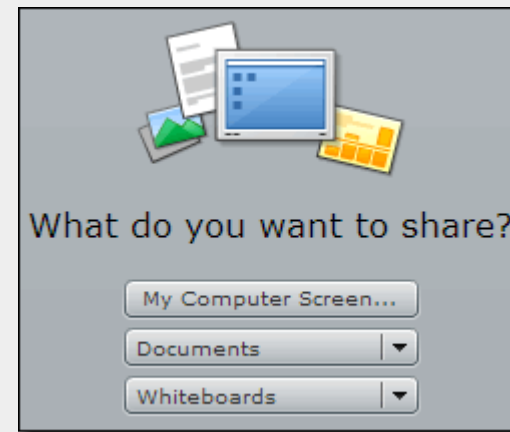 What do you want to share?
My Computer Screen...
Documents
Whiteboards